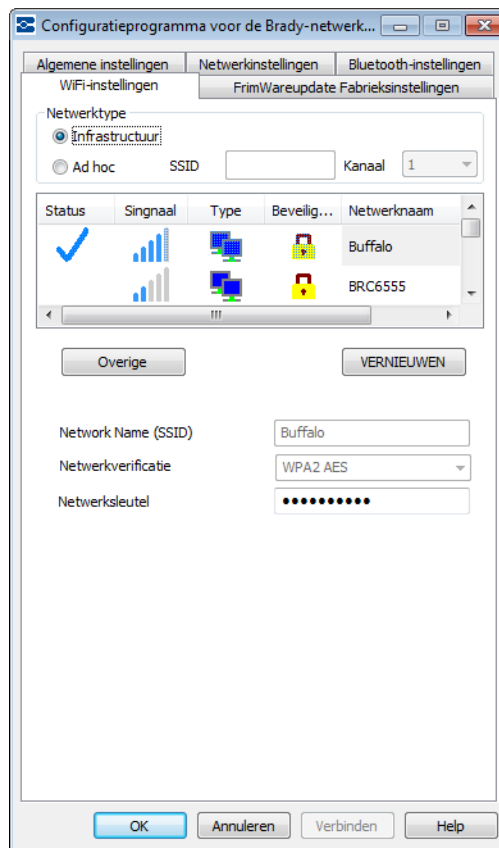 Configuratieprogramma voor de Brady-netwerk...
Algemene instellingen Netwerkinstellingen Bluetooth-instellingen
WiFi-instellingen FrimWareupdate Fabrieksinstellingen
Netwerktype
Infrastructuur
Ad hoc SSID Kanaal 1
Status Singnaal Type Beveilig... Netwerknaam
Buffalo
BRC6555
Overige VERNIEUWEN
Network Name (SSID) Buffalo
Netwerkverificatie WPA2 AES
Netwerksleutel ●●●●●●●●●●
OK Annuleren Verbinden Help